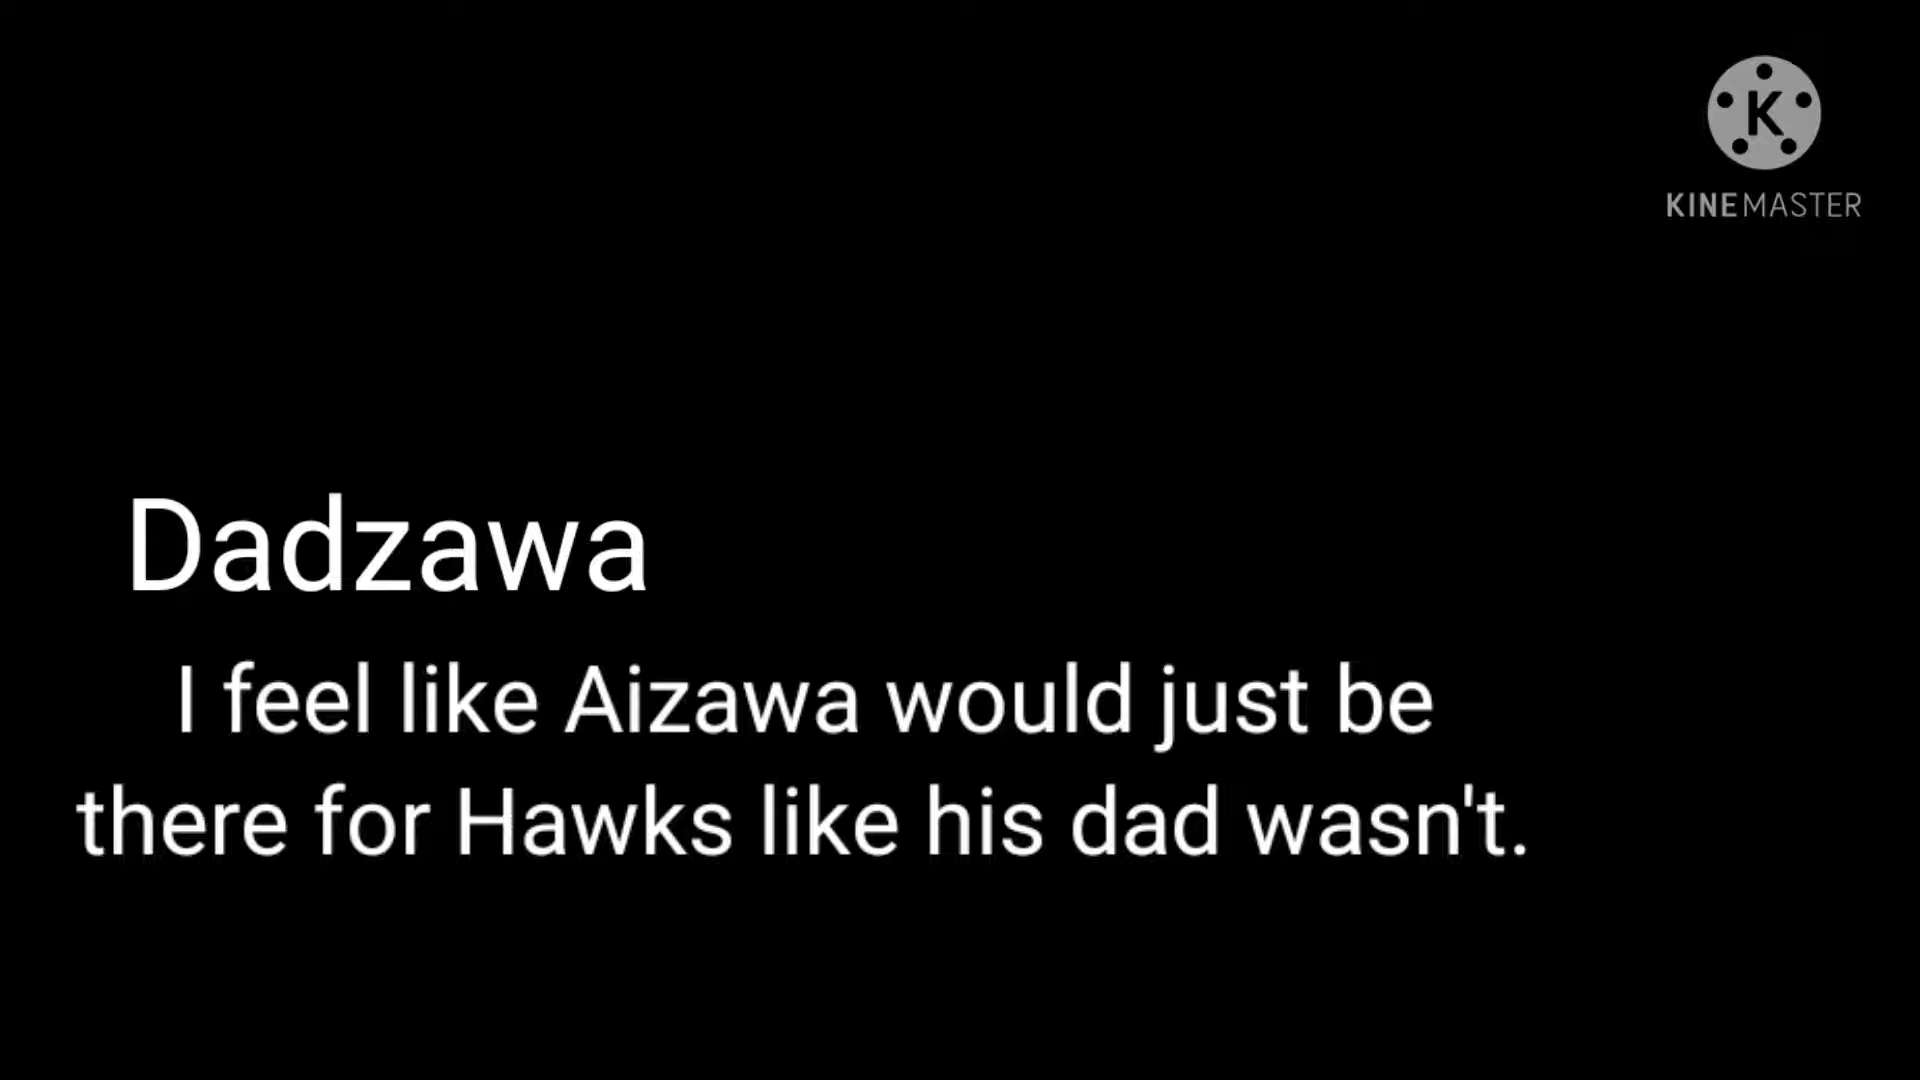 K
KINEMASTER
Dadzawa
I feel like Aizawa would just be
there for Hawks like his dad wasn't.